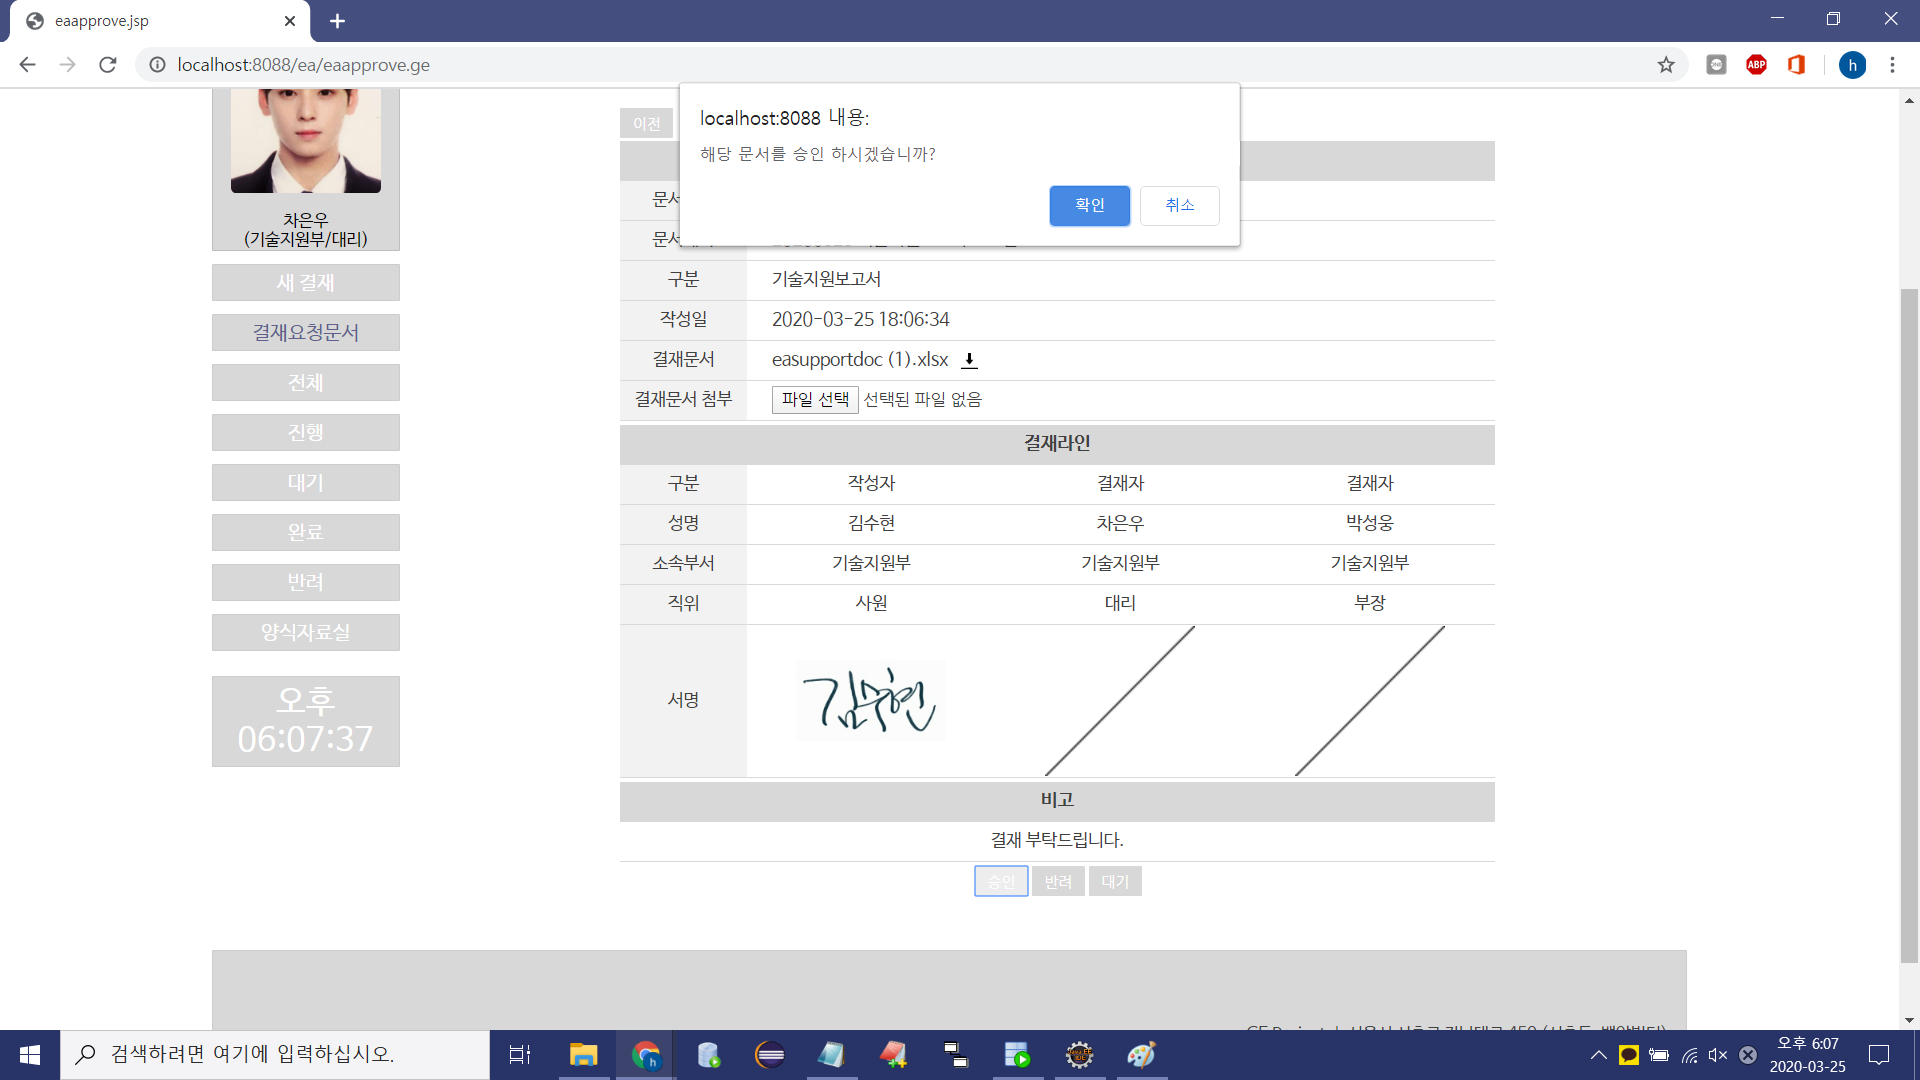 eaapprove.jsp
localhost:8088/ea/eaapprove.ge
ABP
h
localhost:8088 내용:
해당 문서를 승인 하시겠습니까?
확인 취소
이전
차은우
(기술지원부/대리)
새 결재
결재요청문서
전체
진행
대기
완료
반려
양식자료실
오후
06:07:37
문서
문서
구분 기술지원보고서
작성일 2020-03-25 18:06:34
결재문서 easupportdoc (1).xlsx
결재문서 첨부 파일 선택 선택된 파일 없음
결재라인
구분 작성자 결재자 결재자
성명 김수현 차은우 박성웅
소속부서 기술지원부 기술지원부 기술지원부
직위 사원 대리 부장
서명 김수현
비고
결재 부탁드립니다.
승인 반려 대기
검색하려면 여기에 입력하십시오.
h
오후 6:07
2020-03-25